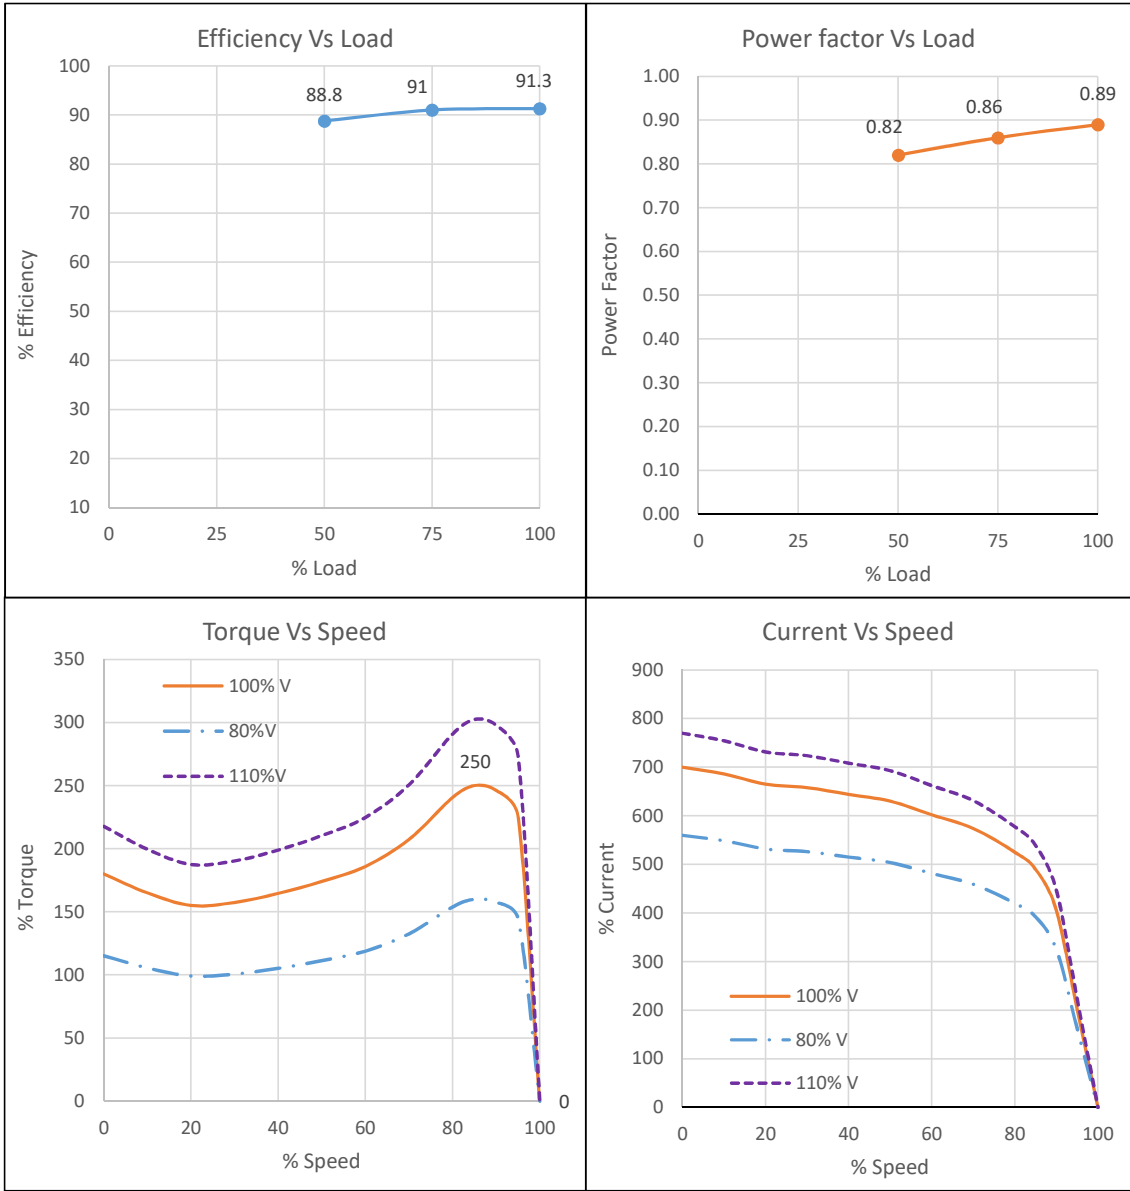 Efficiency Vs Load
100
90
80
70
60
50
40
30
20
10
88.8
91
91.3
% Efficiency
0 25 50 75 100
% Load
Power factor Vs Load
1.00
0.90
0.80
0.70
0.60
0.50
0.40
0.30
0.20
0.10
0.00
0.82
0.86
0.89
Power Factor
0 25 50 75 100
% Load
Torque Vs Speed
350
300
250
200
150
100
50
0
100% V
80%V
110%V
250
0
% Torque
0 20 40 60 80 100
% Speed
Current Vs Speed
900
800
700
600
500
400
300
200
100
0
100% V
80% V
110% V
% Current
0 20 40 60 80 100
% Speed